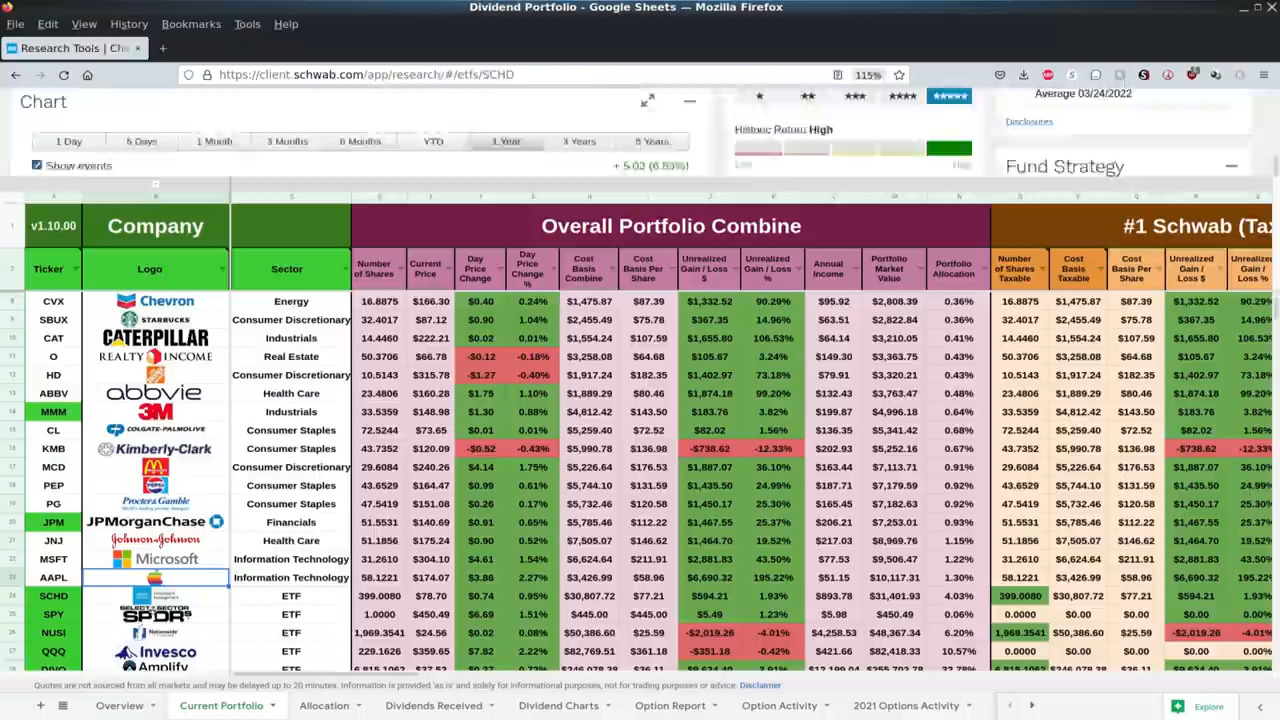 Dividend Portfolio - Google Sheets — Mozilla Firefox
File Edit View History Bookmarks Tools Help
Research Tools | Cha
https://client.schwab.com/app/research/#/etfs/SCHD
115%
Chart
★ ★★ ★★★ ★★★★ ★★★★★
Average 03/24/2022
Disclosures
Historic Return High
Low High
1 Day 5 Days 1 Month 3 Months 6 Months YTD 1 Year 3 Years 5 Years
Show events
Fund Strategy
A B C
v1.10.00 Company Overall Portfolio Combine #1 Schwab (Tax
Ticker Logo Sector Number of Shares Current Price Day Price Change Day Price Change % Cost Basis Combine Cost Basis Per Share Unrealized Gain / Loss $ Unrealized Gain / Loss % Annual Income Portfolio Market Value Portfolio Allocation Number of Shares Taxable Cost Basis Taxable Cost Basis Per Share Unrealized Gain / Loss $ Unrealized Gain / Loss %
CVX Chevron Energy 16.8875 $166.30 $0.40 0.24% $1,475.87 $87.39 $1,332.52 90.29% $95.92 $2,808.39 0.36% 16.8875 $1,475.87 $87.39 $1,332.52 90.29%
SBUX STARBUCKS Consumer Discretionary 32.4017 $87.12 $0.90 1.04% $2,455.49 $75.78 $367.35 14.96% $63.51 $2,822.84 0.36% 32.4017 $2,455.49 $75.78 $367.35 14.96%
CAT CATERPILLAR Industrials 14.4460 $222.21 $0.02 0.01% $1,554.24 $107.59 $1,655.80 106.53% $64.14 $3,210.05 0.41% 14.4460 $1,554.24 $107.59 $1,655.80 106.53%
O REALTY INCOME Real Estate 50.3706 $66.78 -$0.12 -0.18% $3,258.08 $64.68 $105.67 3.24% $149.30 $3,363.75 0.43% 50.3706 $3,258.08 $64.68 $105.67 3.24%
HD Consumer Discretionary 10.5143 $315.78 -$1.27 -0.40% $1,917.24 $182.35 $1,402.97 73.18% $79.91 $3,320.21 0.43% 10.5143 $1,917.24 $182.35 $1,402.97 73.18%
ABBV abbvie Health Care 23.4806 $160.28 $1.75 1.10% $1,889.29 $80.46 $1,874.18 99.20% $132.43 $3,763.47 0.48% 23.4806 $1,889.29 $80.46 $1,874.18 99.20%
MMM 3M Industrials 33.5359 $148.98 $1.30 0.88% $4,812.42 $143.50 $183.76 3.82% $199.87 $4,996.18 0.64% 33.5359 $4,812.42 $143.50 $183.76 3.82%
CL COLGATE-PALMOLIVE Consumer Staples 72.5244 $73.65 $0.01 0.01% $5,259.40 $72.52 $82.02 1.56% $136.35 $5,341.42 0.68% 72.5244 $5,259.40 $72.52 $82.02 1.56%
KMB Kimberly-Clark Consumer Staples 43.7352 $120.09 -$0.52 -0.43% $5,990.78 $136.98 -$738.62 -12.33% $202.93 $5,252.16 0.67% 43.7352 $5,990.78 $136.98 -$738.62 -12.33%
MCD Consumer Discretionary 29.6084 $240.26 $4.14 1.75% $5,226.64 $176.53 $1,887.07 36.10% $163.44 $7,113.71 0.91% 29.6084 $5,226.64 $176.53 $1,887.07 36.10%
PEP PEPSI Consumer Staples 43.6529 $164.47 $0.99 0.61% $5,744.10 $131.59 $1,435.50 24.99% $187.71 $7,179.59 0.92% 43.6529 $5,744.10 $131.59 $1,435.50 24.99%
PG Procter & Gamble Consumer Staples 47.5419 $151.08 $0.26 0.17% $5,732.46 $120.58 $1,450.17 25.30% $165.45 $7,182.63 0.92% 47.5419 $5,732.46 $120.58 $1,450.17 25.30%
JPM JPMorganChase Financials 51.5531 $140.69 $0.91 0.65% $5,785.46 $112.22 $1,467.55 25.37% $206.21 $7,253.01 0.93% 51.5531 $5,785.46 $112.22 $1,467.55 25.37%
JNJ Johnson & Johnson Health Care 51.1856 $175.24 $0.90 0.52% $7,505.07 $146.62 $1,464.70 19.52% $217.03 $8,969.76 1.15% 51.1856 $7,505.07 $146.62 $1,464.70 19.52%
MSFT Microsoft Information Technology 31.2610 $304.10 $4.61 1.54% $6,624.64 $211.91 $2,881.83 43.50% $77.53 $9,506.47 1.22% 31.2610 $6,624.64 $211.91 $2,881.83 43.50%
AAPL Information Technology 58.1221 $174.07 $3.86 2.27% $3,426.99 $58.96 $6,690.32 195.22% $51.15 $10,117.31 1.30% 58.1221 $3,426.99 $58.96 $6,690.32 195.22%
SCHD ETF 399.0080 $78.70 $0.74 0.95% $30,807.72 $77.21 $594.21 1.93% $893.78 $31,401.93 4.03% 399.0080 $30,807.72 $77.21 $594.21 1.93%
SPY SELECT SECTOR SPDRs ETF 1.0000 $450.49 $6.69 1.51% $445.00 $445.00 $5.49 1.23% $5.98 $450.49 0.06% 0.0000 $0.00 $0.00 $0.00 0.00%
NUSI Nationwide ETF 1,969.3541 $24.56 $0.02 0.08% $50,386.60 $25.59 -$2,019.26 -4.01% $4,258.53 $48,367.34 6.20% 1,969.3541 $50,386.60 $25.59 -$2,019.26 -4.01%
QQQ Invesco ETF 229.1626 $359.65 $7.82 2.22% $82,769.51 $361.18 -$351.18 -0.42% $421.66 $82,418.33 10.57% 0.0000 $0.00 $0.00 $0.00 0.00%
DIVO Amplify ETF
Quotes are not sourced from all markets and may be delayed up to 20 minutes. Information is provided 'as is' and solely for informational purposes, not for trading purposes or advice. Disclaimer
Overview Current Portfolio Allocation Dividends Received Dividend Charts Option Report Option Activity 2021 Options Activity Explore